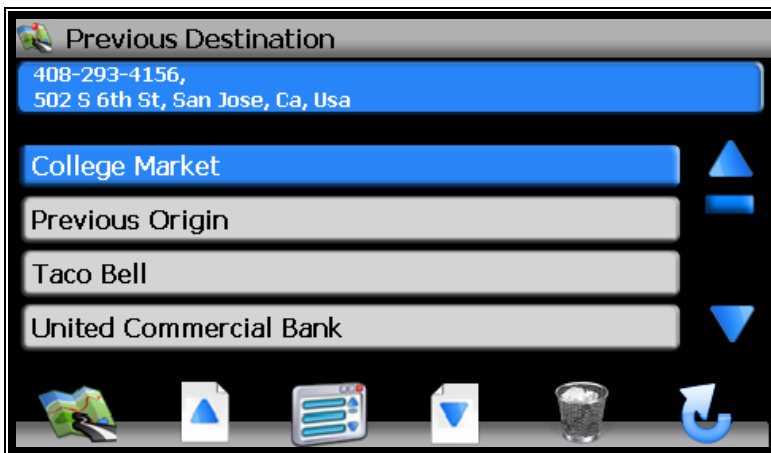 Previous Destination
408-293-4156,
502 S 6th St, San Jose, Ca, Usa
College Market
Previous Origin
Taco Bell
United Commercial Bank